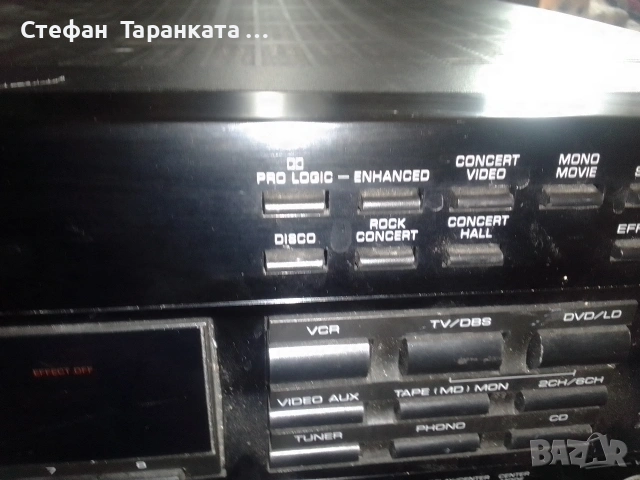 Стефан Таранката ...
PRO LOGIC — ENHANCED
CONCERT VIDEO
MONO MOVIE
DISCO
ROCK CONCERT
CONCERT HALL
VCR
TV/DBS
DVD/LD
EFFECT OFF
VIDEO AUX
TAPE (MD) MON
2CH/6CH
TUNER
PHONO
CD
BAZAR